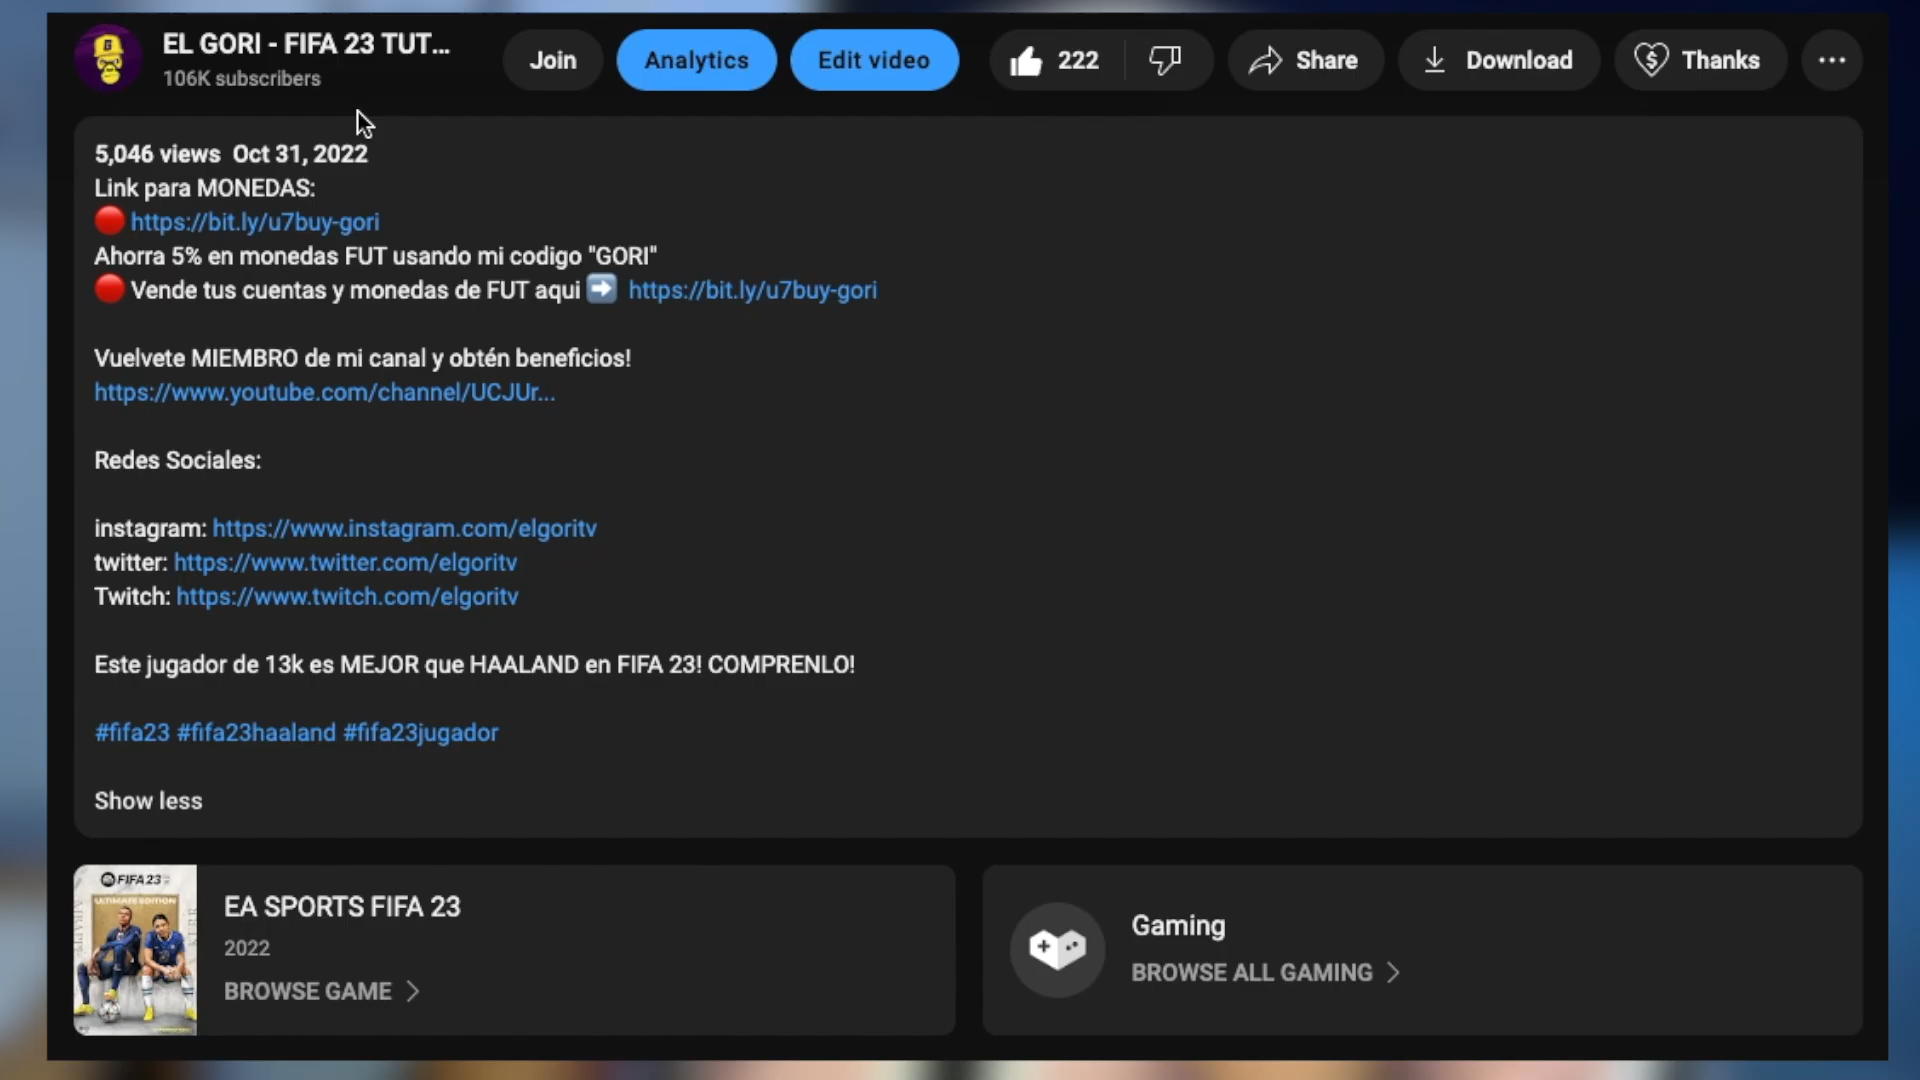 EL GORI - FIFA 23 TUT...
106K subscribers
Join
Analytics
Edit video
222
Share
Download
Thanks
5,046 views Oct 31, 2022
Link para MONEDAS:
https://bit.ly/u7buy-gori
Ahorra 5% en monedas FUT usando mi codigo "GORI"
Vende tus cuentas y monedas de FUT aqui ➡️ https://bit.ly/u7buy-gori
Vuelvete MIEMBRO de mi canal y obtén beneficios!
https://www.youtube.com/channel/UCJUr...
Redes Sociales:
instagram: https://www.instagram.com/elgoritv
twitter: https://www.twitter.com/elgoritv
Twitch: https://www.twitch.com/elgoritv
Este jugador de 13k es MEJOR que HAALAND en FIFA 23! COMPRENLO!
#fifa23 #fifa23haaland #fifa23jugador
Show less
FIFA 23
ULTIMATE EDITION
EA SPORTS FIFA 23
2022
BROWSE GAME
Gaming
BROWSE ALL GAMING